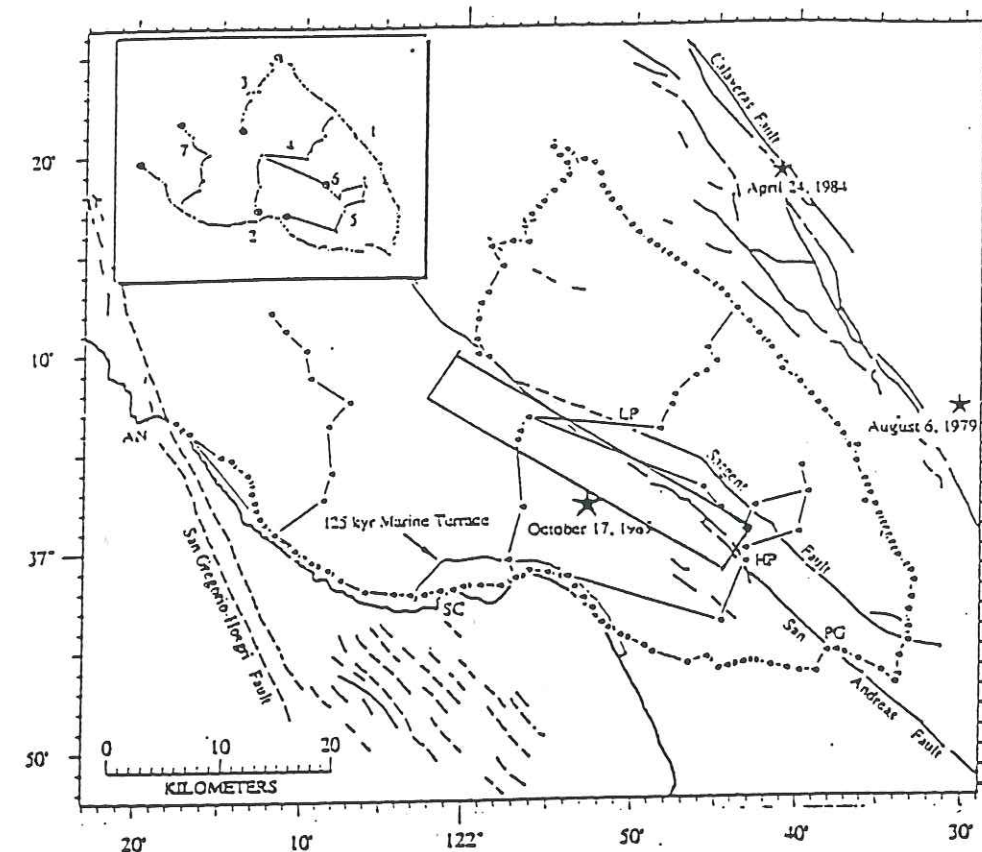 3
1
4
7
6
5
2
Calaveras Fault
April 24, 1984
August 6, 1979
20'
10'
37°
50'
AN
LP
Sargent
Fault
October 17, 1989
125 kyr Marine Terrace
HP
SC
San Gregorio-Hosgri Fault
PG
San
Andreas
Fault
0 10 20
KILOMETERS
20' 10' 122° 50' 40' 30'